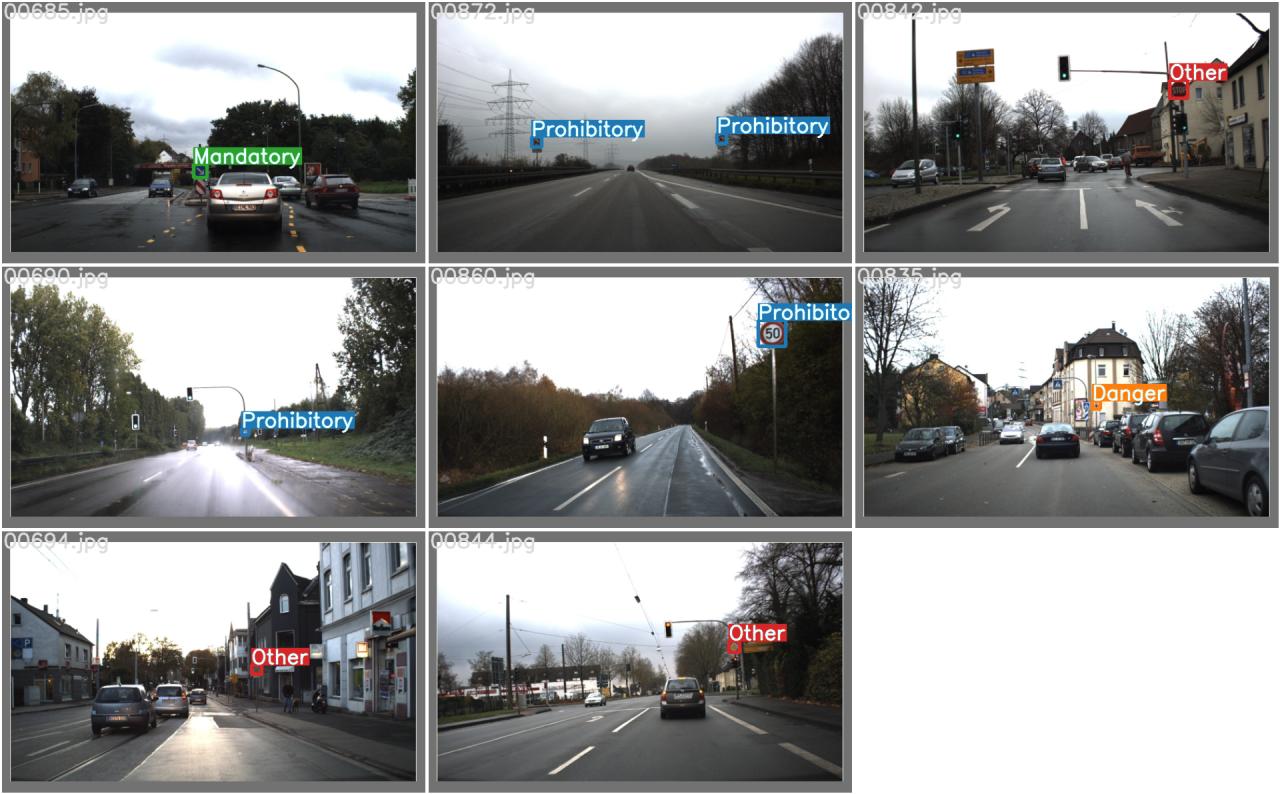 00685.jpg
Mandatory
00872.jpg
Prohibitory
Prohibitory
00842.jpg
Other
STOP
00690.jpg
Prohibitory
00860.jpg
Prohibito
50
00835.jpg
Danger
00694.jpg
Other
P
00844.jpg
Other